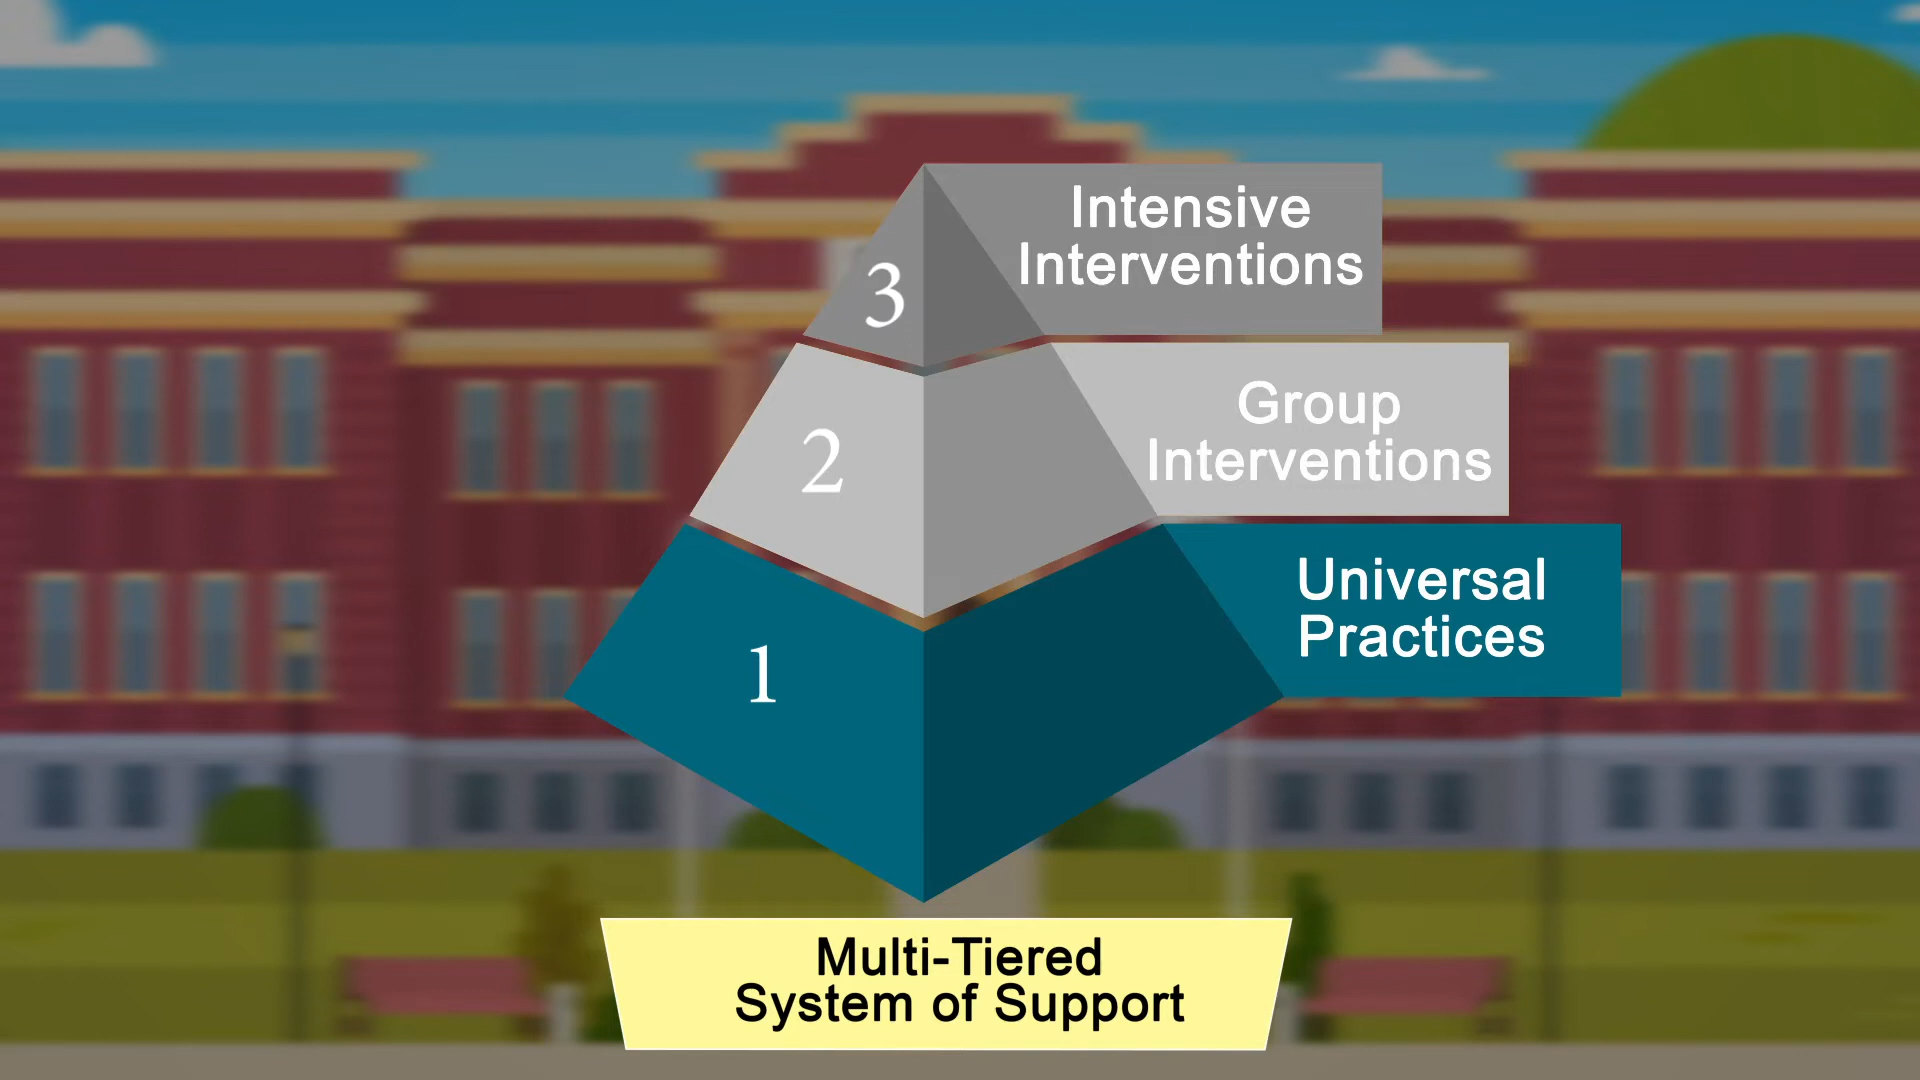 3
Intensive
Interventions
2
Group
Interventions
1
Universal
Practices
Multi-Tiered
System of Support